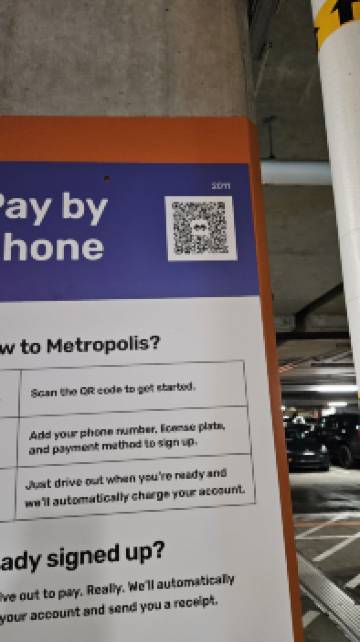 2011
Pay by
hone
w to Metropolis?
Scan the QR code to get started.
Add your phone number, license plate,
and payment method to sign up.
Just drive out when you're ready and
we'll automatically charge your account.
ady signed up?
ve out to pay. Really. We'll automatically
your account and send you a receipt.